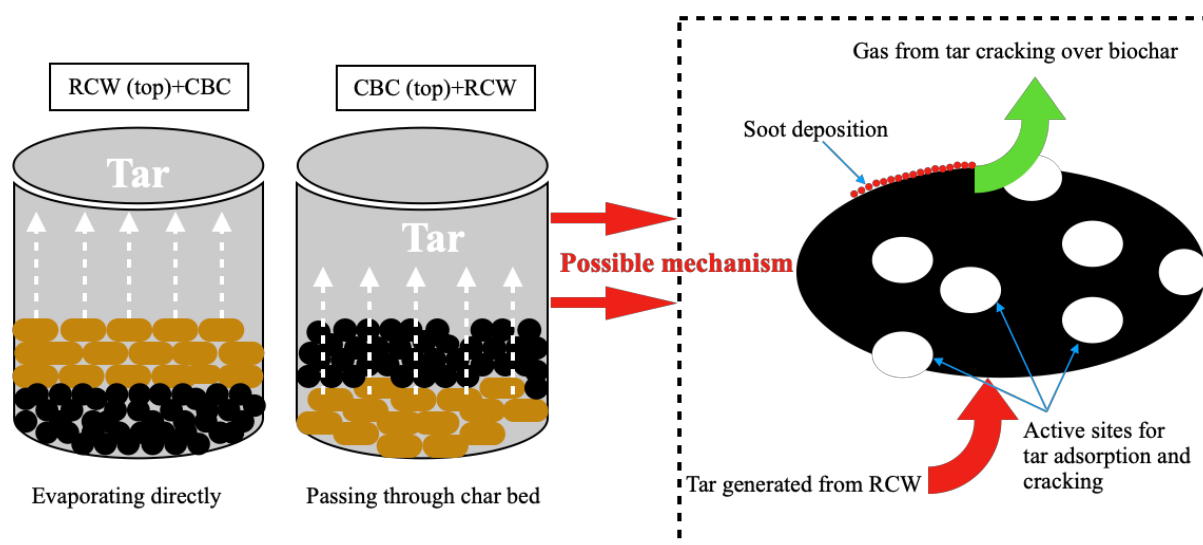 RCW (top)+CBC
CBC (top)+RCW
Tar
Tar
Evaporating directly
Passing through char bed
Possible mechanism
Gas from tar cracking over biochar
Soot deposition
Tar generated from RCW
Active sites for
tar adsorption and
cracking